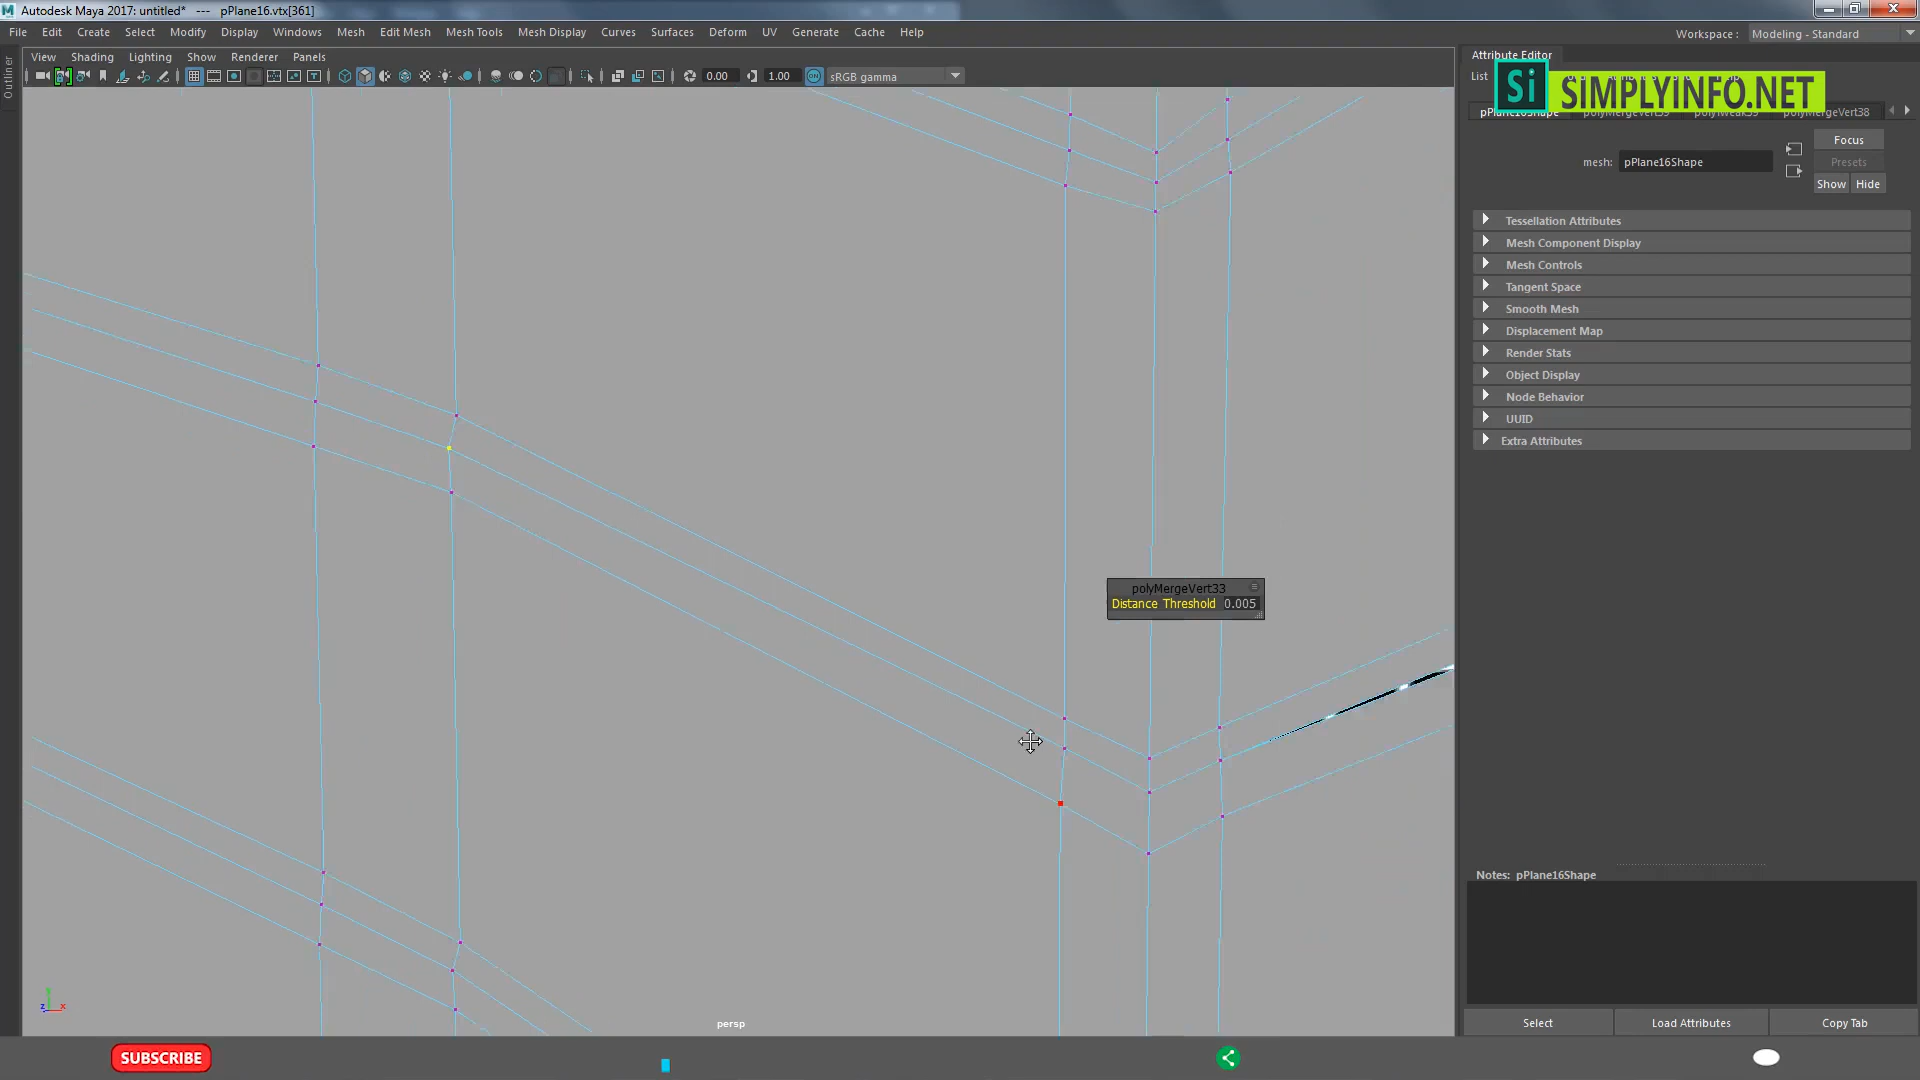 Autodesk Maya 2017: untitled* --- pPlane16.vtx[361]
File Edit Create Select Modify Display Windows Mesh Edit Mesh Mesh Tools Mesh Display Curves Surfaces Deform UV Generate Cache Help
Workspace : Modeling - Standard
View Shading Lighting Show Renderer Panels
Attribute Editor
0.00 1.00 ON sRGB gamma
List
Si SIMPLYINFO.NET
Outliner
pPlane16Shape polyMergeVert38
Focus
mesh: pPlane16Shape
Presets
Show Hide
Tessellation Attributes
Mesh Component Display
Mesh Controls
Tangent Space
Smooth Mesh
Displacement Map
Render Stats
Object Display
Node Behavior
UUID
Extra Attributes
polyMergeVert33
Distance Threshold 0.005
Notes: pPlane16Shape
y
z x
persp
Select Load Attributes Copy Tab
SUBSCRIBE